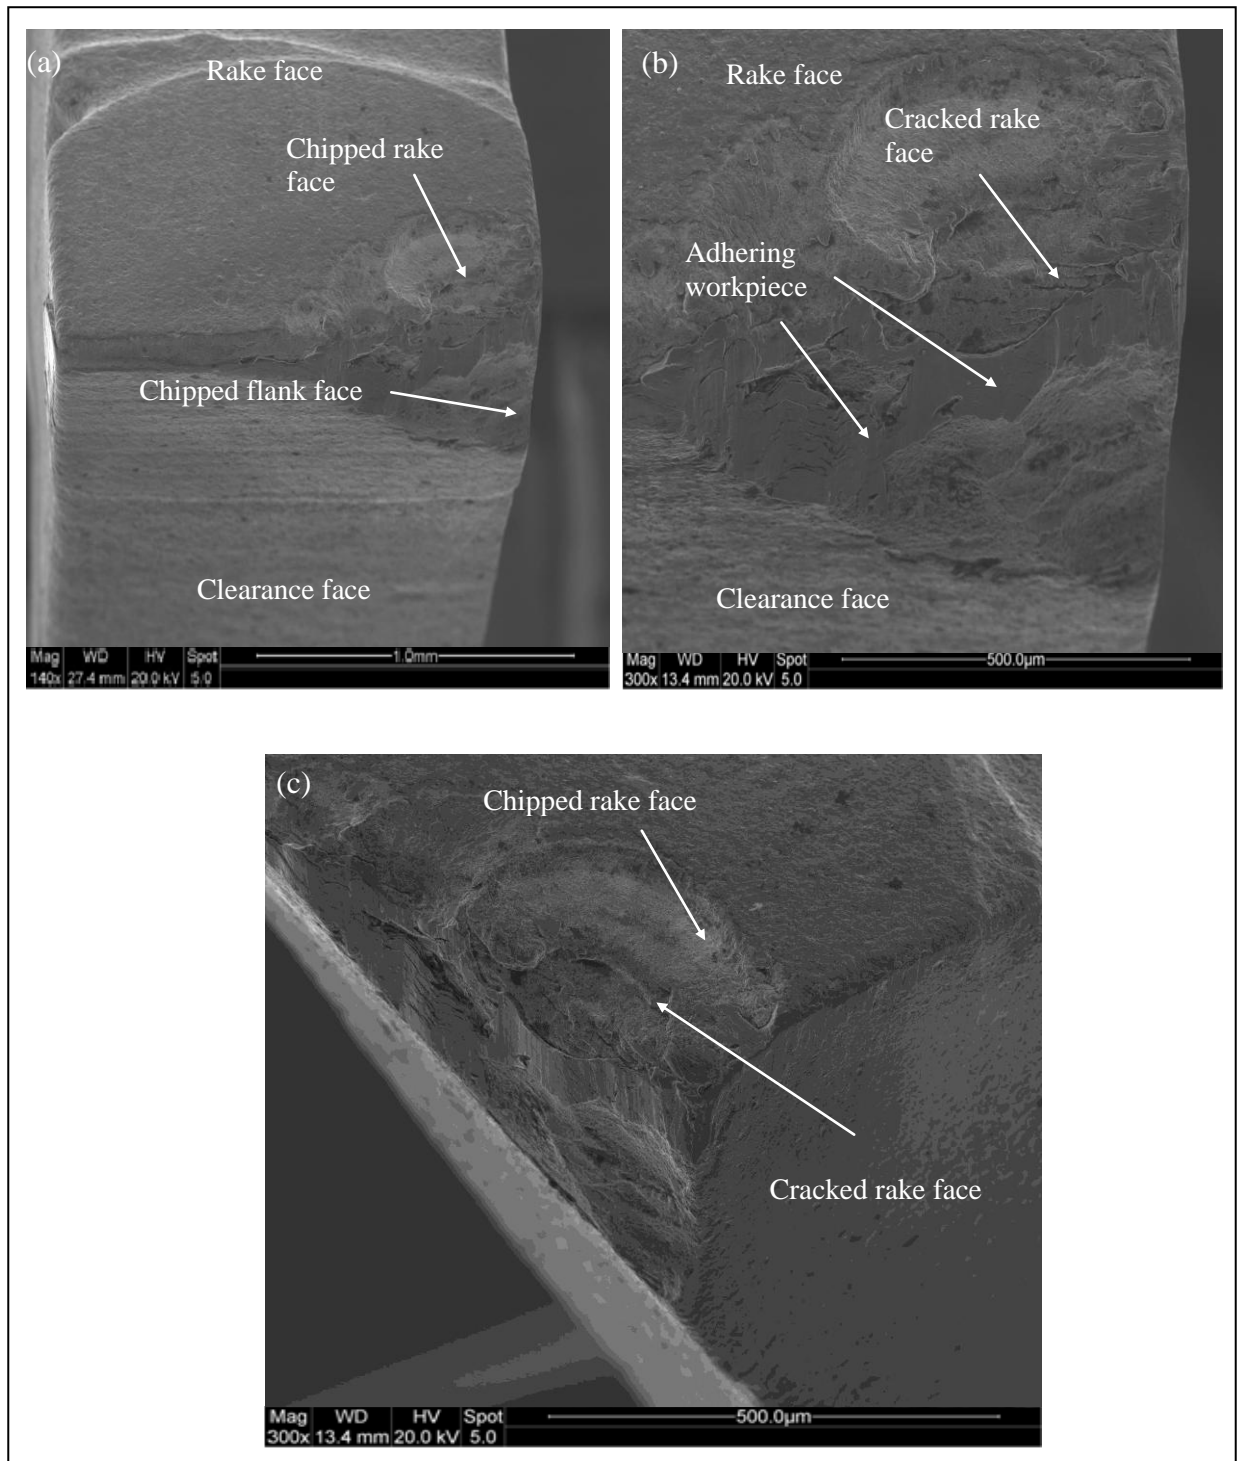 (a)
Rake face
Chipped rake
face
Chipped flank face
Clearance face
Mag WD HV Spot
1.0mm
140x 27.4 mm 20.0 kV 5.0
(b)
Rake face
Cracked rake
face
Adhering
workpiece
Clearance face
Mag WD HV Spot
500.0µm
300x 13.4 mm 20.0 kV 5.0
(c)
Chipped rake face
Cracked rake face
Mag WD HV Spot
500.0µm
300x 13.4 mm 20.0 kV 5.0